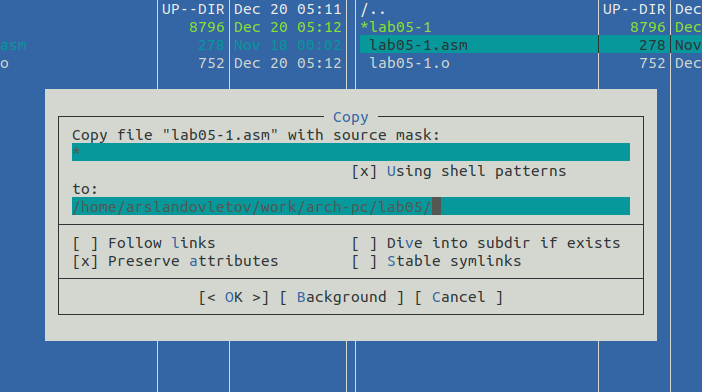 UP--DIR Dec 20 05:11 /.. UP--DIR Dec
8796 Dec 20 05:12 *lab05-1 8796 Dec
asm 278 Nov 18 00:02 lab05-1.asm 278 Nov
o 752 Dec 20 05:12 lab05-1.o 752 Dec
Copy
Copy file "lab05-1.asm" with source mask:
*
[x] Using shell patterns
to:
/home/arslandovletov/work/arch-pc/lab05/
[ ] Follow links [ ] Dive into subdir if exists
[x] Preserve attributes [ ] Stable symlinks
[< OK >] [ Background ] [ Cancel ]